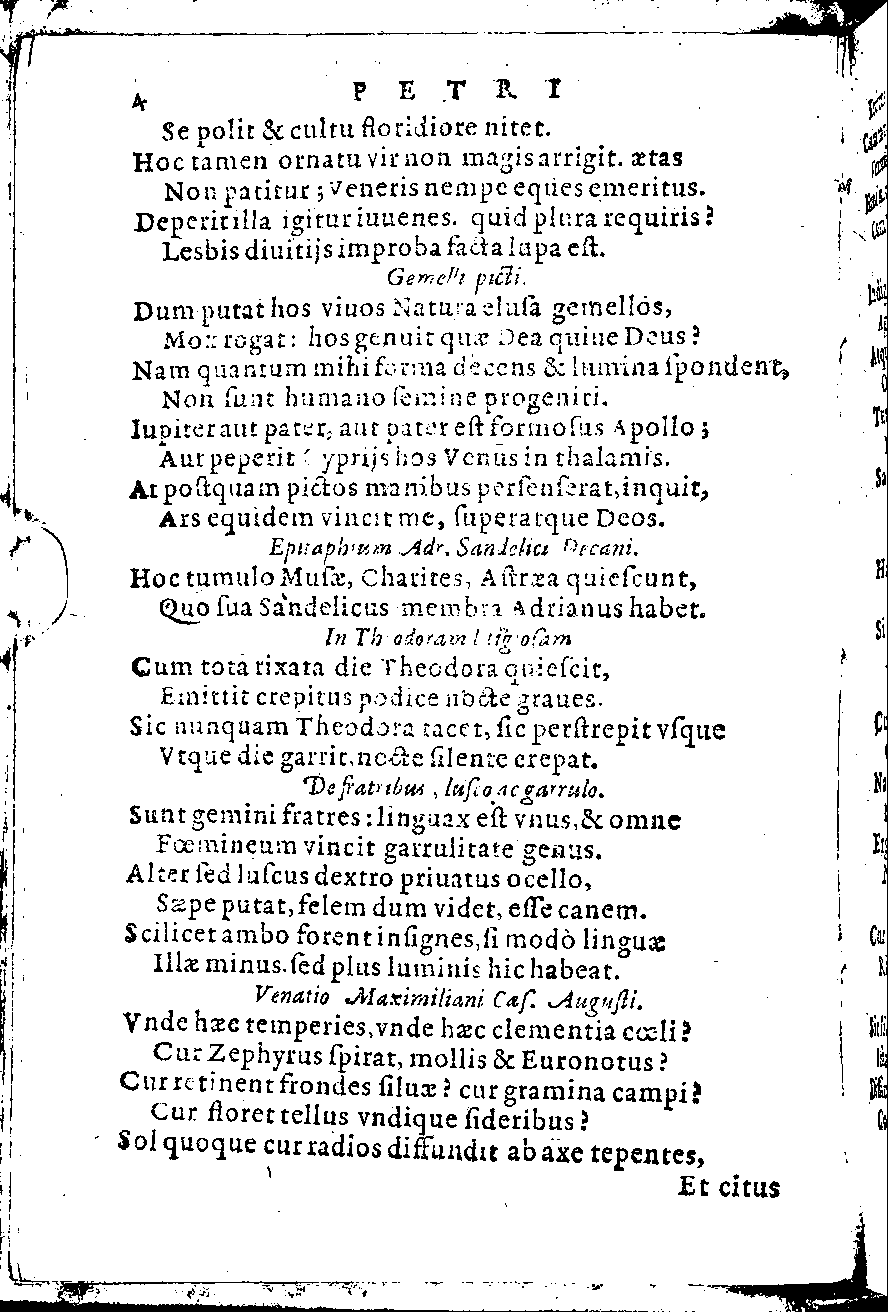 4 PETRI
Se polit & cultu floridiore nitet.
Hoc tamen ornatu vir non magis arrigit. ætas
Non patitur; Veneris nempe eques emeritus.
Deperit illa igitur iuuenes. quid plura requiris?
Lesbis diuitijs improba facta lupa est.
Gemelli picti.
Dum putat hos viuos Natura elusa gemellos,
Mox rogat: hos genuit quæ Dea quiue Deus?
Nam quantum mihi forma decens & lumina spondent,
Non sunt humano semine progeniti.
Iupiter aut pater, aut pater est formosus Apollo;
Aut peperit Cyprijs hos Venus in thalamis.
At postquam pictos manibus persenserat, inquit,
Ars equidem vincit me, superatque Deos.
Epitaphium Adr. Sandelici Decani.
Hoc tumulo Musæ, Charites, Astræa quiescunt,
Quo sua Sandelicus membra Adrianus habet.
In Theodoram litigiosam
Cum tota rixata die Theodora quiescit,
Emittit crepitus podice nocte graues.
Sic nunquam Theodora tacet, sic perstrepit vsque
Vtque die garrit, nocte silente crepat.
De fratribus, lusco ac garrulo.
Sunt gemini fratres: linguax est vnus, & omne
Fœmineum vincit garrulitate genus.
Alter sed luscus dextro priuatus ocello,
Sæpe putat, felem dum videt, esse canem.
Scilicet ambo forent insignes, si modò linguæ
Illæ minus. sed plus luminis hic habeat.
Venatio Maximiliani Cæs. Augusti.
Vnde hæc temperies, vnde hæc clementia cœli?
Cur Zephyrus spirat, mollis & Euronotus?
Cur retinent frondes siluæ? cur gramina campi?
Cur floret tellus vndique sideribus?
Sol quoque cur radios diffundit ab axe tepentes,
Et citus